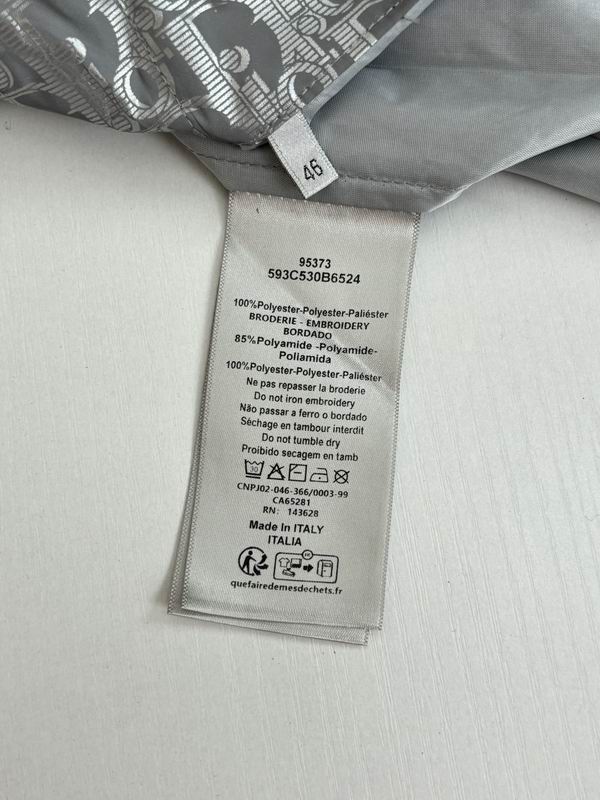 46
95373
593C530B6524
100%Polyester-Polyester-Paliéster
BRODERIE - EMBROIDERY
BORDADO
85%Polyamide -Polyamide-
Poliamida
100%Polyester-Polyester-Paliéster
Ne pas repasser la broderie
Do not iron embroidery
Não passar a ferro o bordado
Séchage en tambour interdit
Do not tumble dry
Proibido secagem en tamb
30
CNPJ02-046-366/0003-99
CA65281
RN: 143628
Made In ITALY
ITALIA
FR
quefairedemesdechets.fr